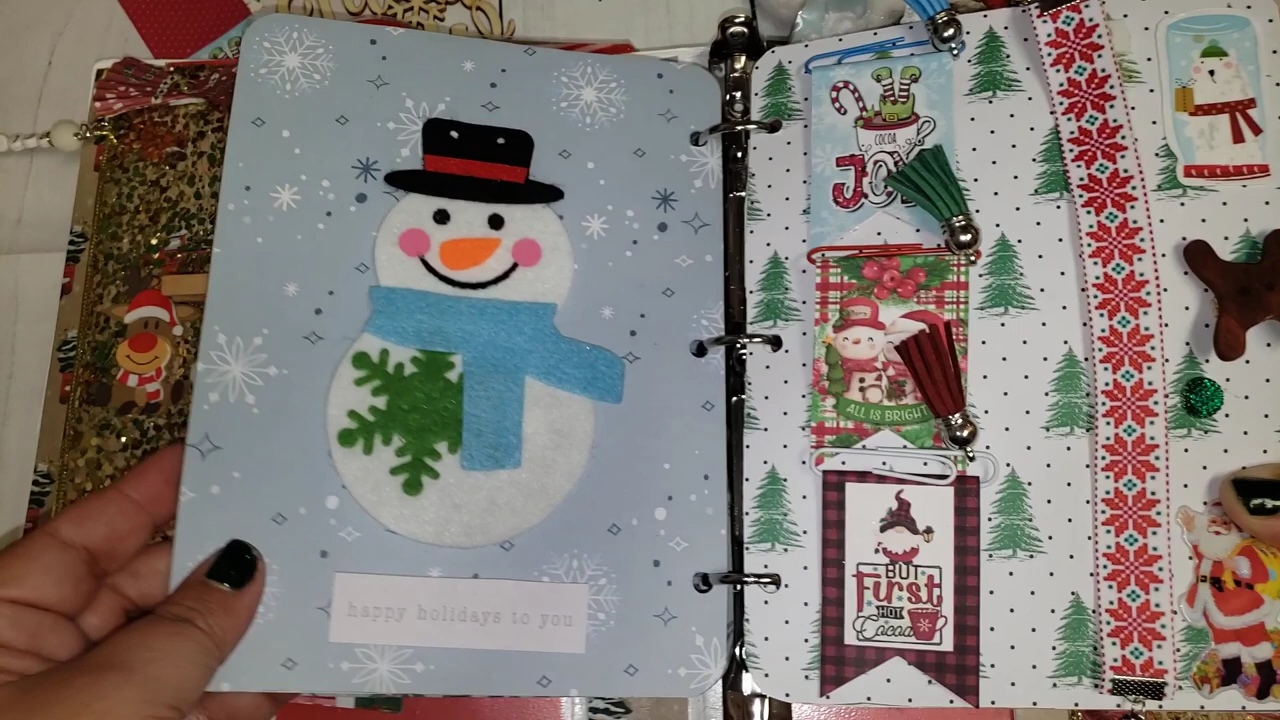 happy holidays to you
COCOA
JOY
ALL IS BRIGHT
BUT
First
HOT
Cocoa